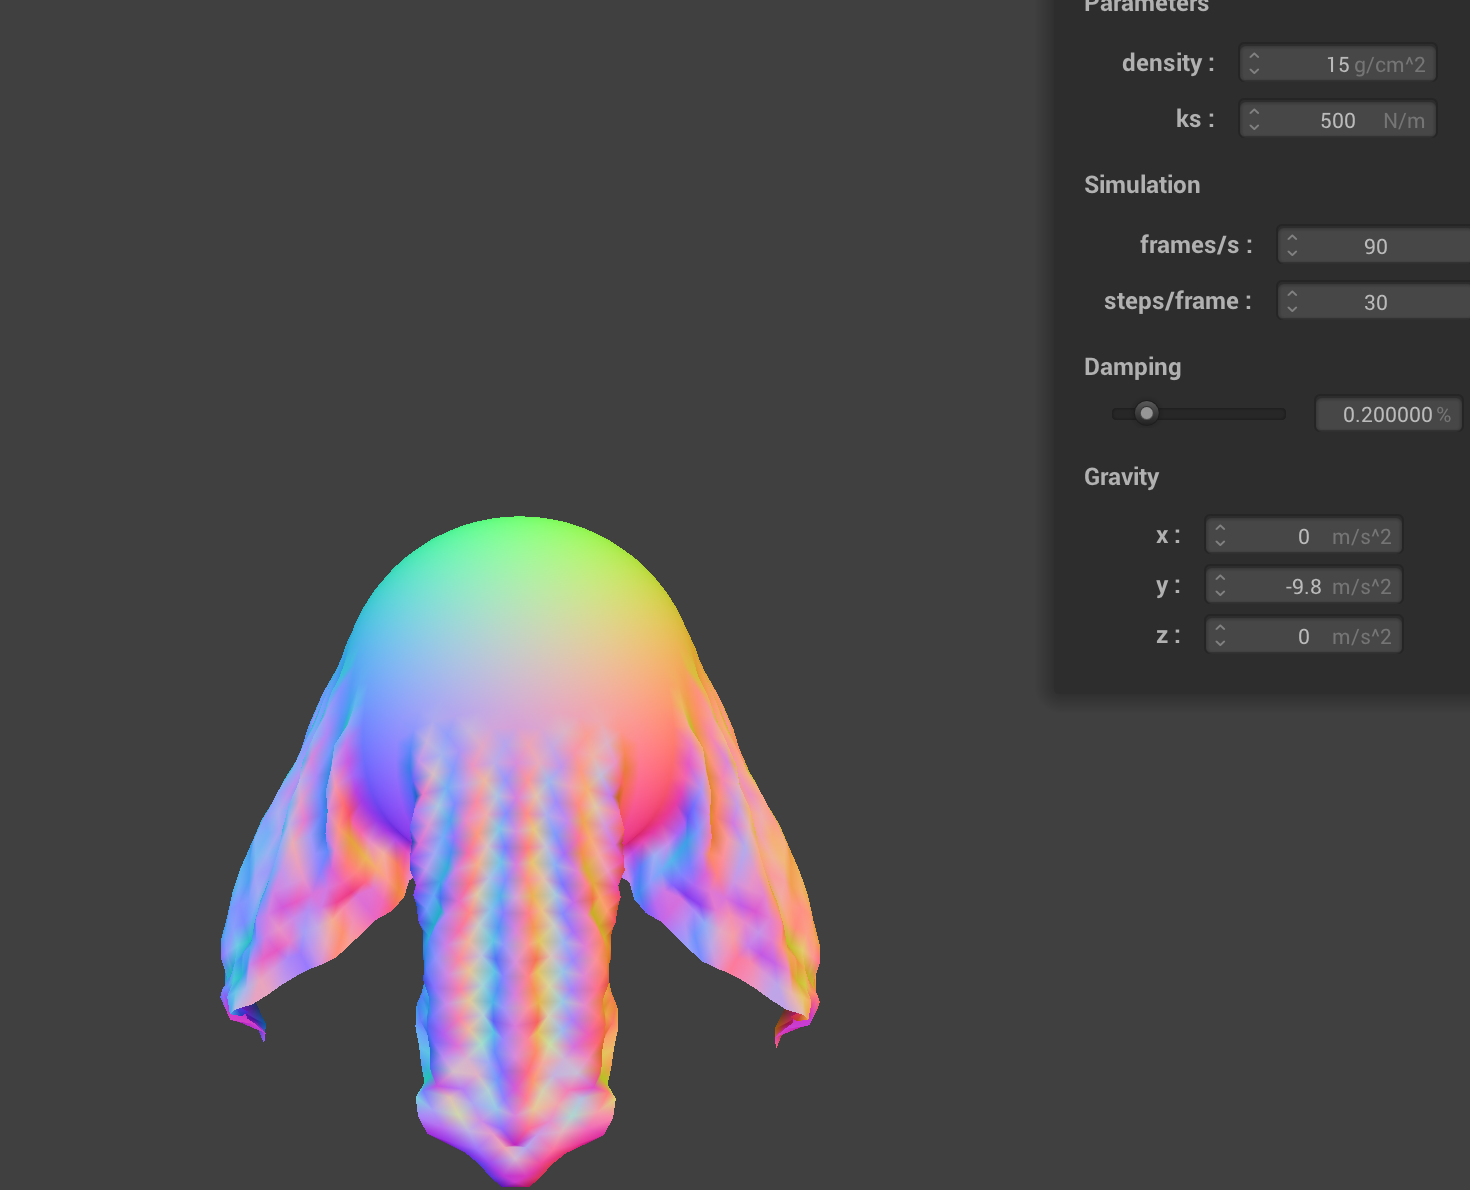 Parameters
density : 15 g/cm^2
ks : 500 N/m
Simulation
frames/s : 90
steps/frame : 30
Damping
0.200000 %
Gravity
x : 0 m/s^2
y : -9.8 m/s^2
z : 0 m/s^2